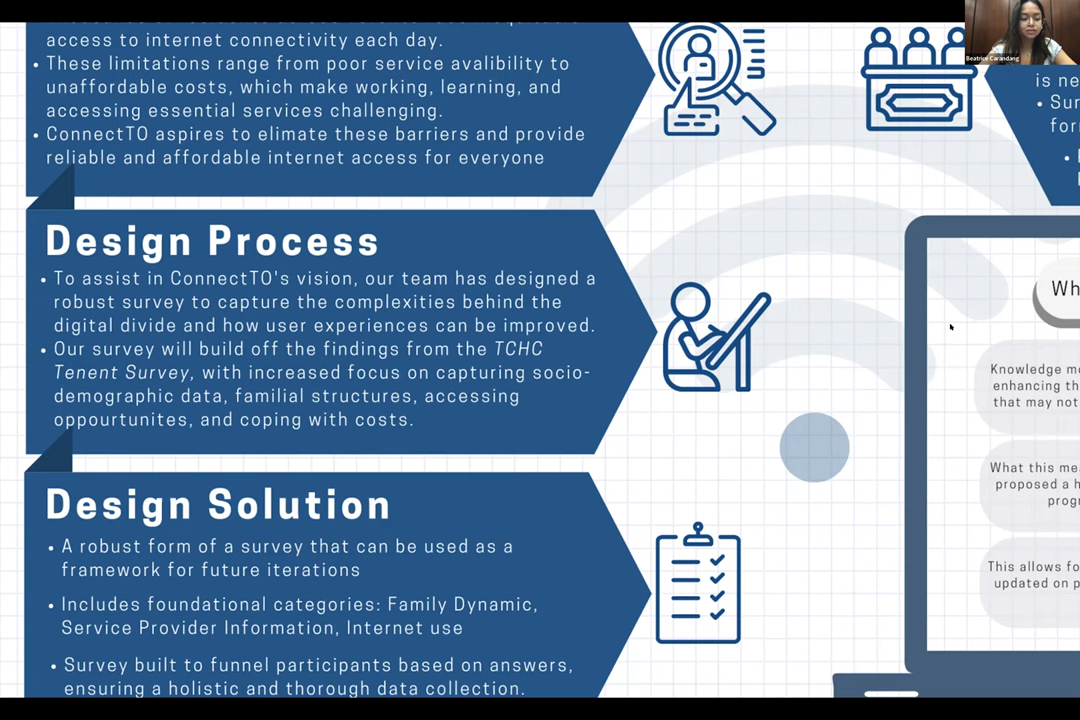 access to internet connectivity each day.
• These limitations range from poor service avalibility to
unaffordable costs, which make working, learning, and
accessing essential services challenging.
• ConnectTO aspires to elimate these barriers and provide
reliable and affordable internet access for everyone
Design Process
• To assist in ConnectTO's vision, our team has designed a
robust survey to capture the complexities behind the
digital divide and how user experiences can be improved.
• Our survey will build off the findings from the TCHC
Tenent Survey, with increased focus on capturing socio-
demographic data, familial structures, accessing
oppourtunites, and coping with costs.
Design Solution
• A robust form of a survey that can be used as a
framework for future iterations
• Includes foundational categories: Family Dynamic,
Service Provider Information, Internet use
• Survey built to funnel participants based on answers,
ensuring a holistic and thorough data collection.
Beatrice Carandang
is ne
• Sur
for
Wh
Knowledge mo
enhancing th
that may not
What this mea
proposed a h
progr
This allows fo
updated on p